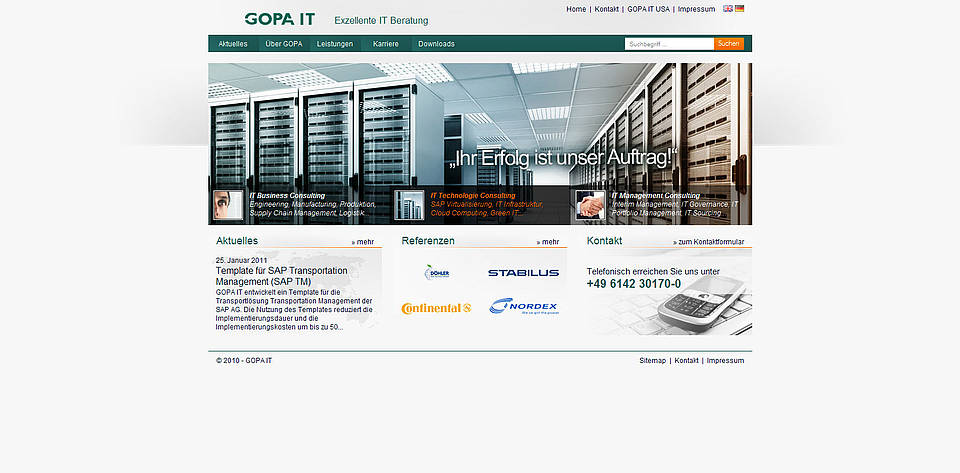 Home | Kontakt | GOPA IT USA | Impressum
GOPA IT
Exzellente IT Beratung
Aktuelles Über GOPA Leistungen Karriere Downloads
Suchbegriff ... Suchen
„Ihr Erfolg ist unser Auftrag!“
IT Business Consulting
Engineering, Manufacturing, Produktion,
Supply Chain Management, Logistik...
IT Technologie Consulting
SAP Virtualisierung, IT Infrastruktur,
Cloud Computing, Green IT...
IT Management Consulting
Interim Management, IT Governance, IT
Portfolio Management, IT Sourcing
Aktuelles
» mehr
25. Januar 2011
Template für SAP Transportation
Management (SAP TM)
GOPA IT entwickelt ein Template für die
Transportlösung Transportation Management der
SAP AG. Die Nutzung des Templates reduziert die
Implementierungsdauer und die
Implementierungskosten um bis zu 50...
Referenzen
» mehr
DÖHLER
STABILUS
Continental
NORDEX
We've got the power
Kontakt
» zum Kontaktformular
Telefonisch erreichen Sie uns unter
+49 6142 30170-0
© 2010 - GOPA IT
Sitemap | Kontakt | Impressum